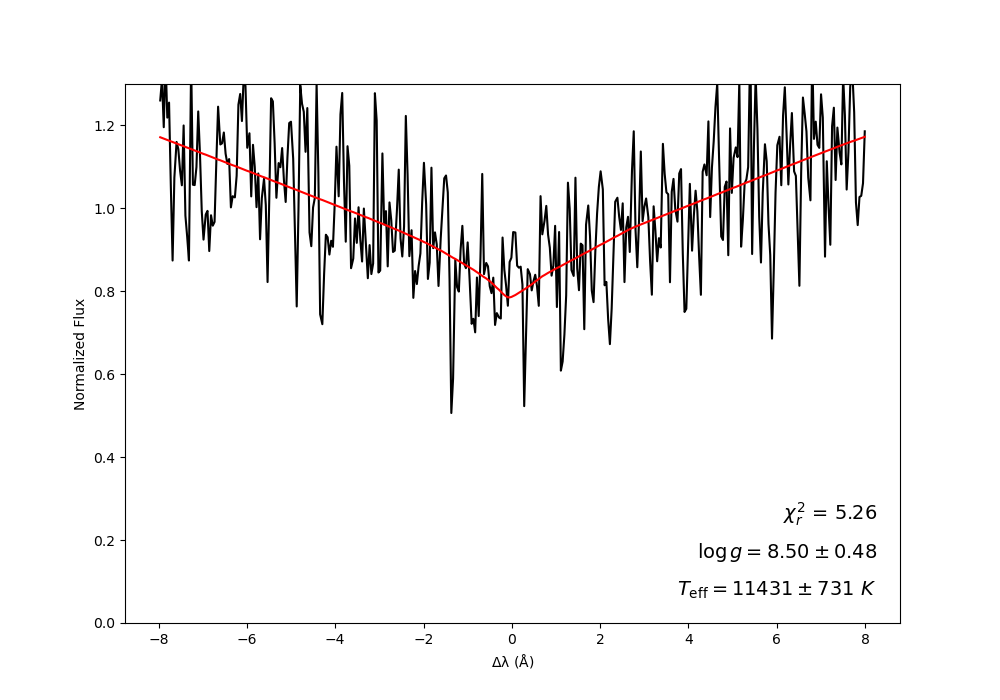 1.2
1.0
0.8
0.6
0.4
0.2
0.0
Normalized Flux
χ²ᵣ = 5.26
log g = 8.50 ± 0.48
T_eff = 11431 ± 731 K
−8 −6 −4 −2 0 2 4 6 8
Δλ (Å)